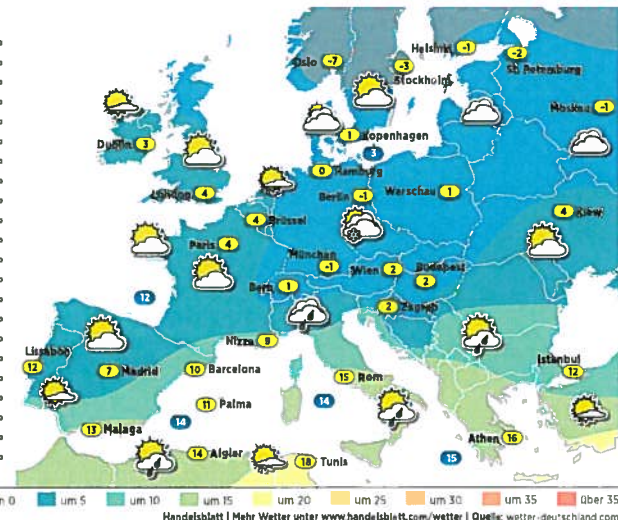 Oslo -7
Helsinki -1
-3 Stockholm
-2
St. Petersburg
Moskau -1
Dublin 3
1 Kopenhagen
3
0 Hamburg
London 4
Berlin -1
Warschau 1
4 Kiew
4 Brüssel
Paris 4
München
-1
Wien 2
Budapest
2
Bern 1
12
2 Zagreb
Nizza 9
Lissabon
12
7 Madrid
10 Barcelona
15 Rom
Istanbul
12
11 Palma
14
14
13 Malaga
Athen 16
14 Algier
18 Tunis
15
n 0 um 5 um 10 um 15 um 20 um 25 um 30 um 35 über 35
Handelsblatt | Mehr Wetter unter www.handelsblatt.com/wetter | Quelle: wetter-deutschland.com